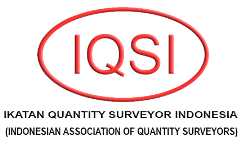 IQSI
IKATAN QUANTITY SURVEYOR INDONESIA
(INDONESIAN ASSOCIATION OF QUANTITY SURVEYORS)